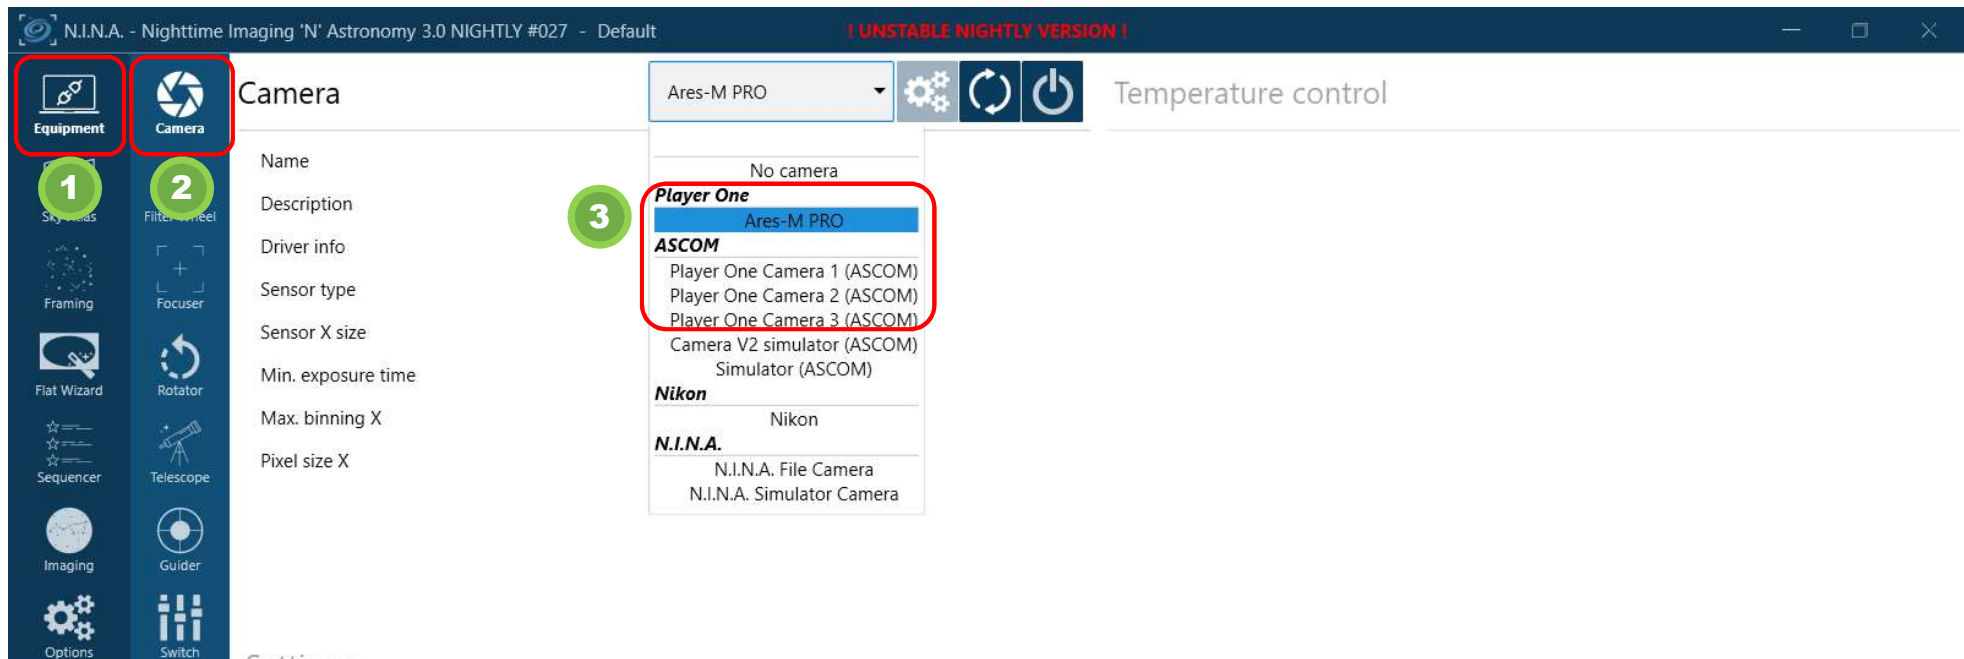 N.I.N.A. - Nighttime Imaging 'N' Astronomy 3.0 NIGHTLY #027 - Default
! UNSTABLE NIGHTLY VERSION !
Equipment
Camera
Camera
Ares-M PRO
Temperature control
1
2
3
Sky Atlas
Filter Wheel
Framing
Focuser
Flat Wizard
Rotator
Sequencer
Telescope
Imaging
Guider
Options
Switch
Name
Description
Driver info
Sensor type
Sensor X size
Min. exposure time
Max. binning X
Pixel size X
No camera
Player One
Ares-M PRO
ASCOM
Player One Camera 1 (ASCOM)
Player One Camera 2 (ASCOM)
Player One Camera 3 (ASCOM)
Camera V2 simulator (ASCOM)
Simulator (ASCOM)
Nikon
Nikon
N.I.N.A.
N.I.N.A. File Camera
N.I.N.A. Simulator Camera